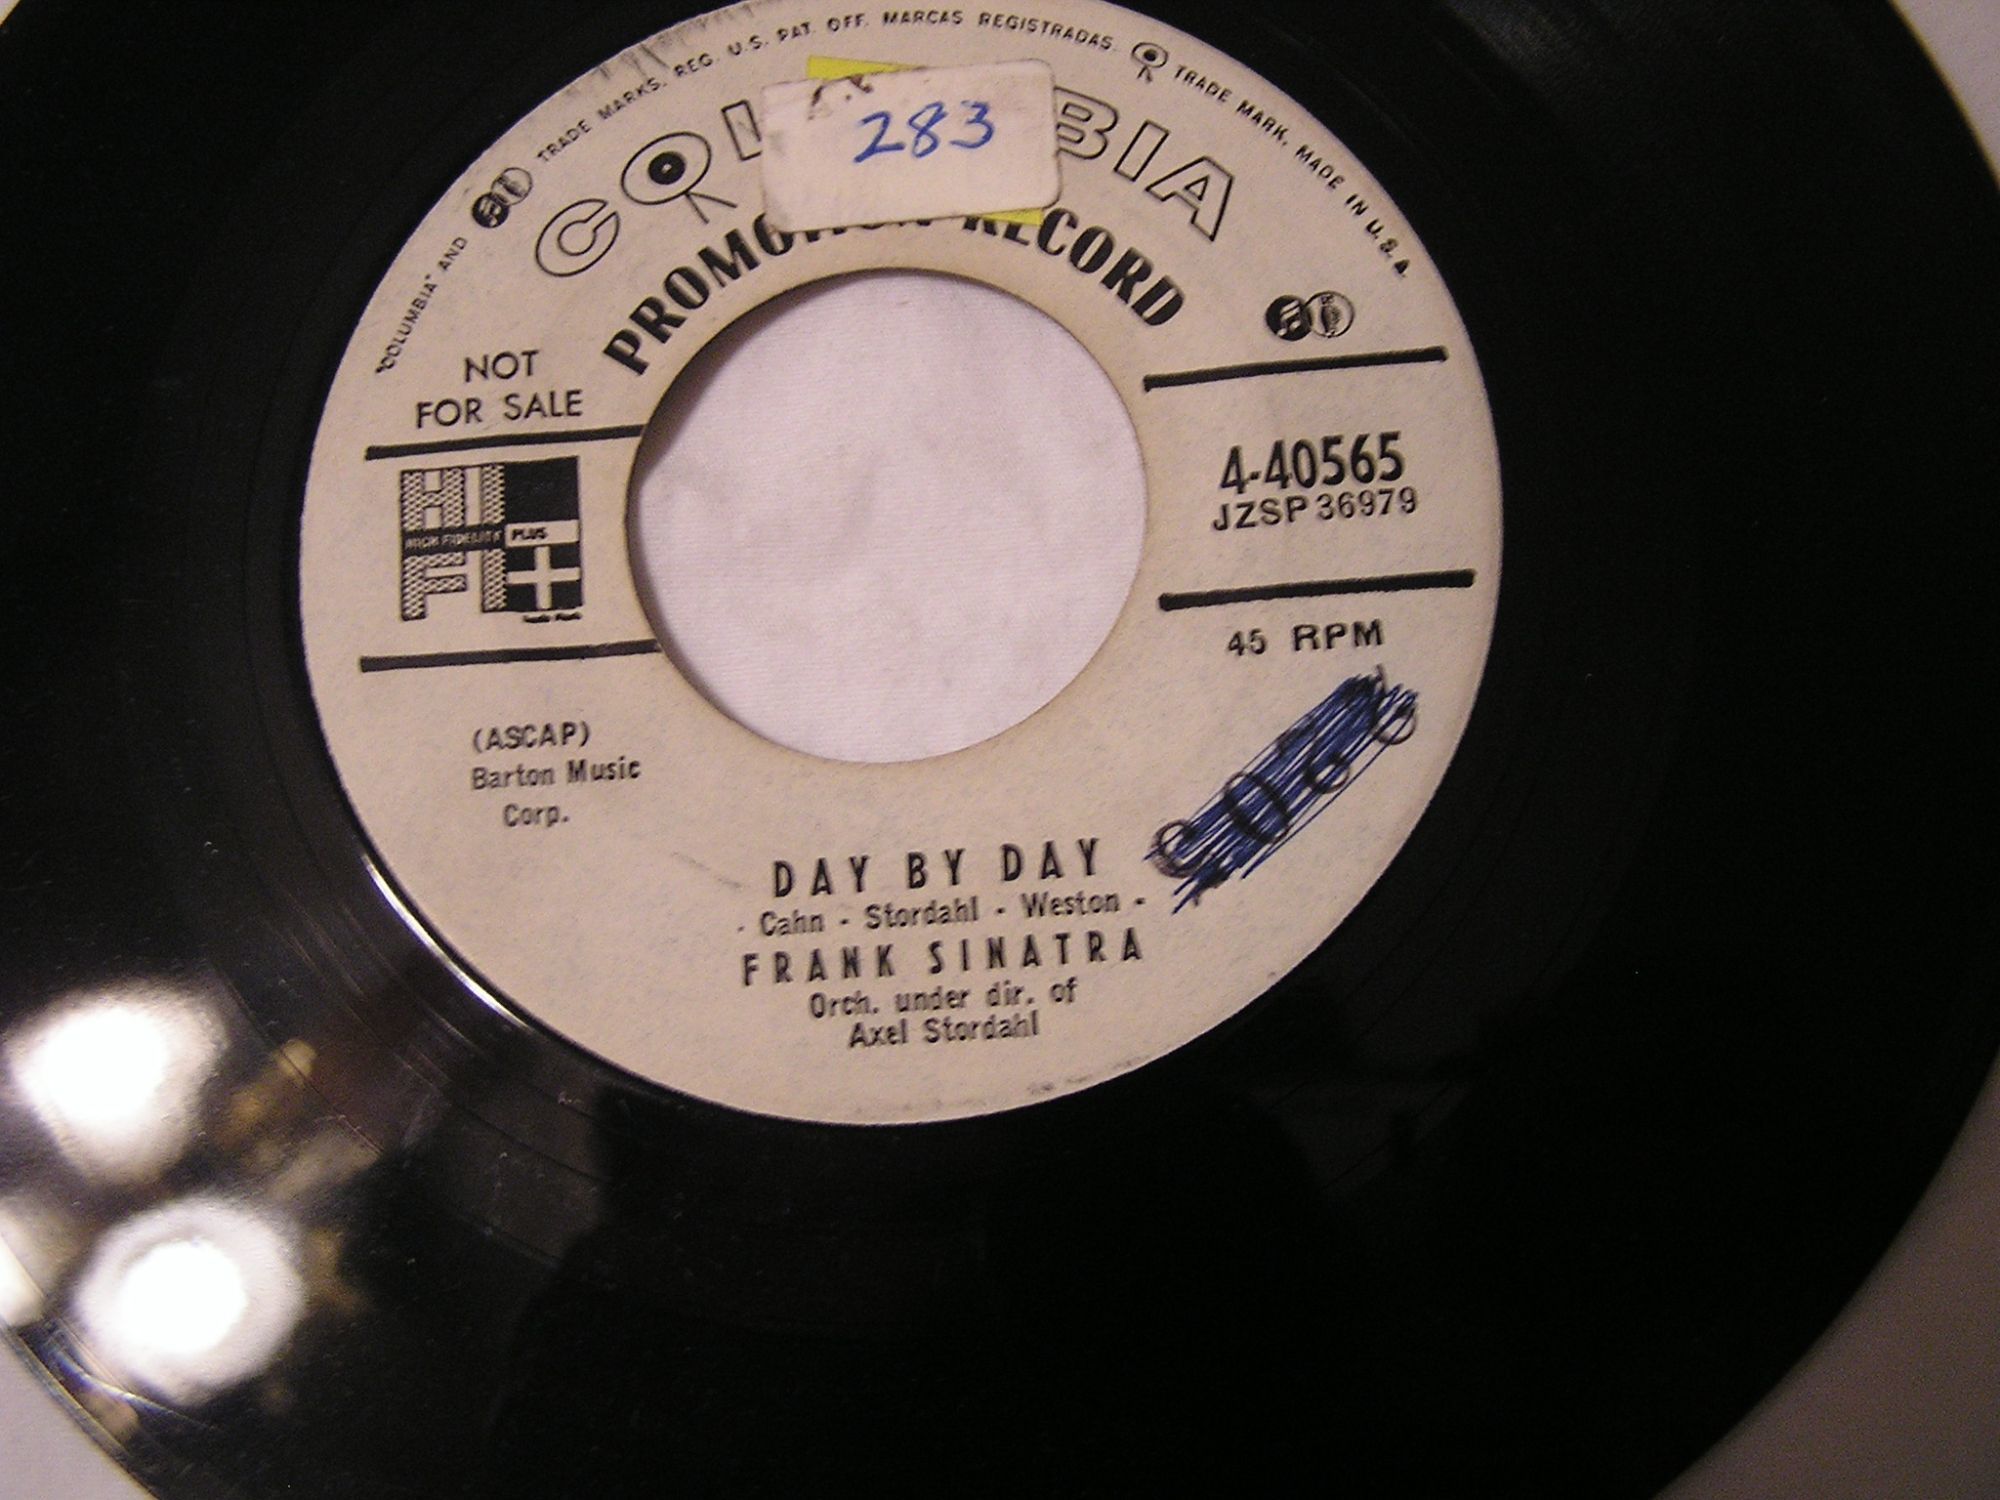 "COLUMBIA" AND TRADE MARKS. REG. U.S. PAT. OFF. MARCAS REGISTRADAS. TRADE MARK. MADE IN U.S.A.
283
PROMOTION RECORD
NOT
FOR SALE
HI
HIGH FIDELITY PLUS
FI +
4-40565
JZSP 36979
45 RPM
(ASCAP)
Barton Music
Corp.
DAY BY DAY
- Cahn - Stordahl - Weston -
FRANK SINATRA
Orch. under dir. of
Axel Stordahl